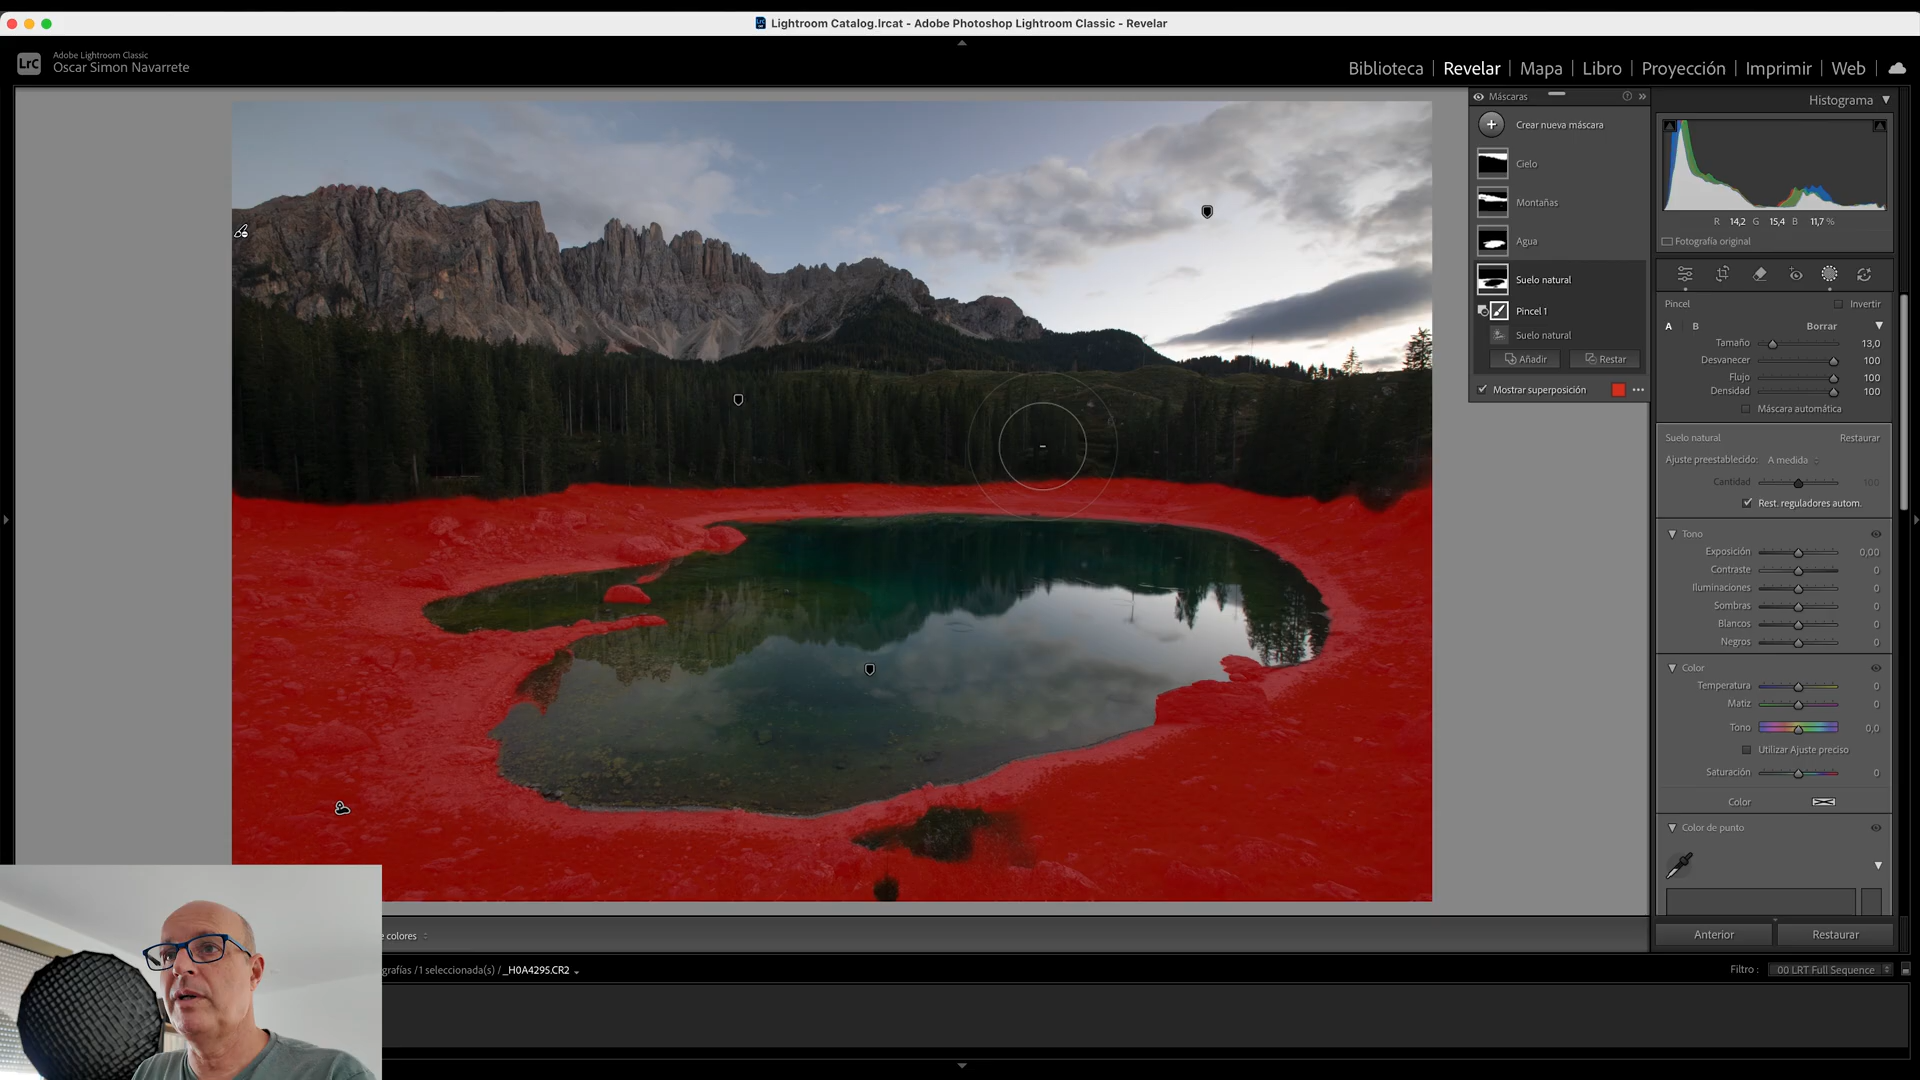 Lightroom Catalog.lrcat - Adobe Photoshop Lightroom Classic - Revelar
LrC
Adobe Lightroom Classic
Oscar Simon Navarrete
Biblioteca | Revelar | Mapa | Libro | Proyección | Imprimir | Web
Máscaras
Crear nueva máscara
Cielo
Montañas
Agua
Suelo natural
Pincel 1
Suelo natural
Añadir
Restar
Mostrar superposición
Histograma
R 14,2 G 15,4 B 11,7 %
Fotografía original
Pincel
Invertir
A B Borrar
Tamaño 13,0
Desvanecer 100
Flujo 100
Densidad 100
Máscara automática
Suelo natural Restaurar
Ajuste preestablecido: A medida
Cantidad 100
Rest. reguladores autom.
Tono
Exposición 0,00
Contraste 0
Iluminaciones 0
Sombras 0
Blancos 0
Negros 0
Color
Temperatura 0
Matiz 0
Tono 0,0
Utilizar Ajuste preciso
Saturación 0
Color
Color de punto
Anterior Restaurar
e colores
grafías /1 seleccionada(s) /_H0A4295.CR2
Filtro : 00 LRT Full Sequence